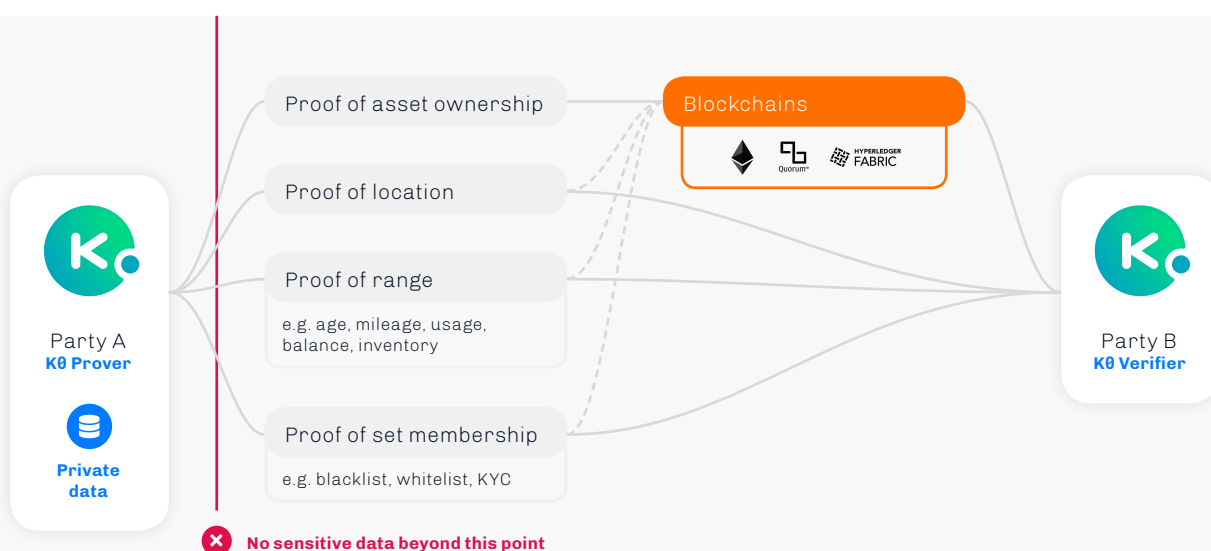 Proof of asset ownership
Blockchains
Quorum™
HYPERLEDGER
FABRIC
Proof of location
Proof of range
e.g. age, mileage, usage,
balance, inventory
Proof of set membership
e.g. blacklist, whitelist, KYC
K
Party A
K0 Prover
Private
data
K
Party B
K0 Verifier
No sensitive data beyond this point